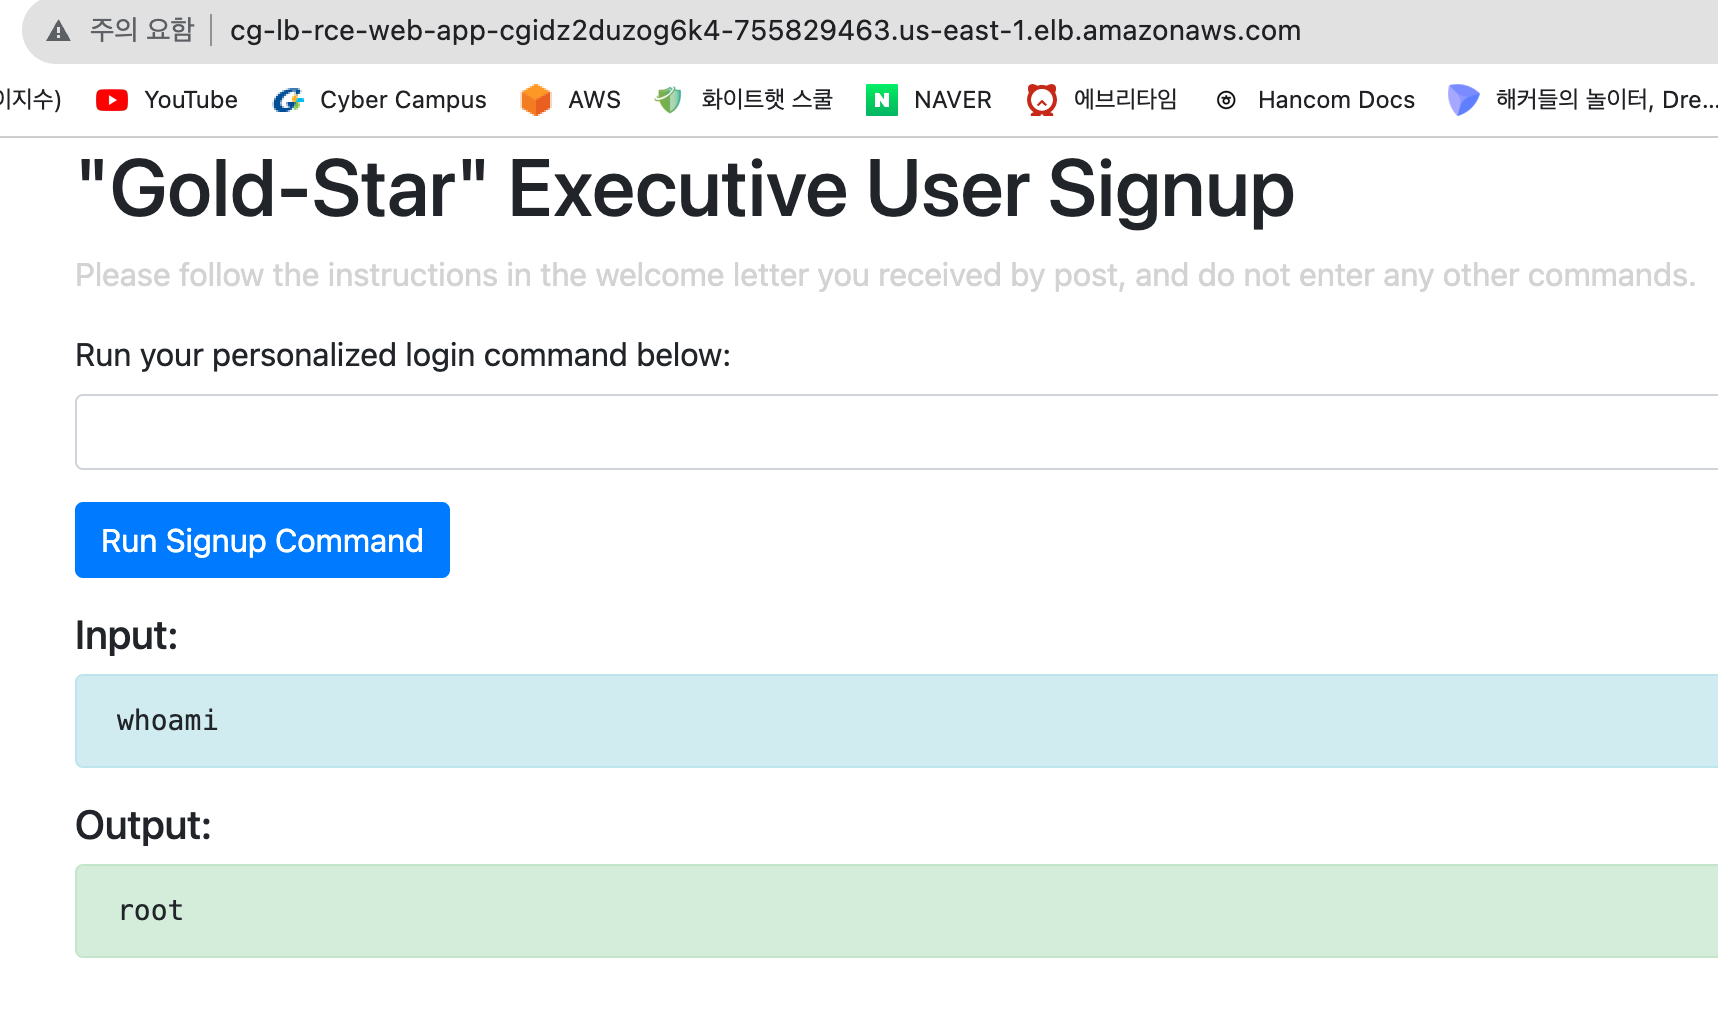 주의 요함 cg-lb-rce-web-app-cgidz2duzog6k4-755829463.us-east-1.elb.amazonaws.com
이지수) YouTube Cyber Campus AWS 화이트햇 스쿨 N NAVER 에브리타임 Hancom Docs 해커들의 놀이터, Dre...
"Gold-Star" Executive User Signup
Please follow the instructions in the welcome letter you received by post, and do not enter any other commands.
Run your personalized login command below:
Run Signup Command
Input:
whoami
Output:
root